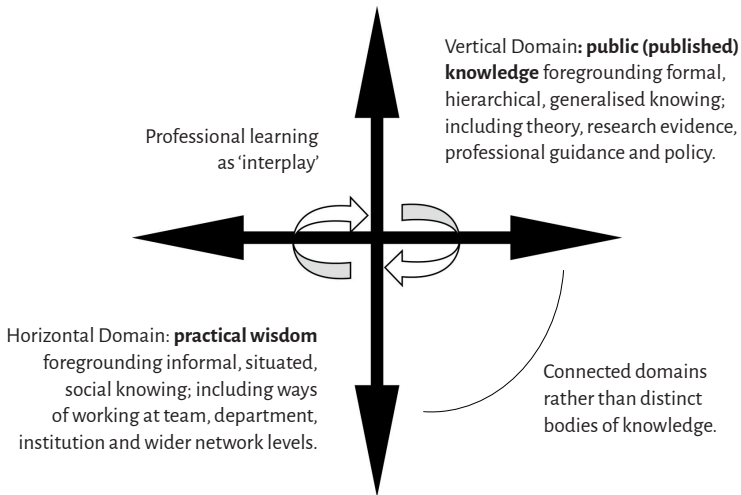 Vertical Domain: public (published)
knowledge foregrounding formal,
hierarchical, generalised knowing;
including theory, research evidence,
professional guidance and policy.
Professional learning
as ‘interplay’
Horizontal Domain: practical wisdom
foregrounding informal, situated,
social knowing; including ways
of working at team, department,
institution and wider network levels.
Connected domains
rather than distinct
bodies of knowledge.